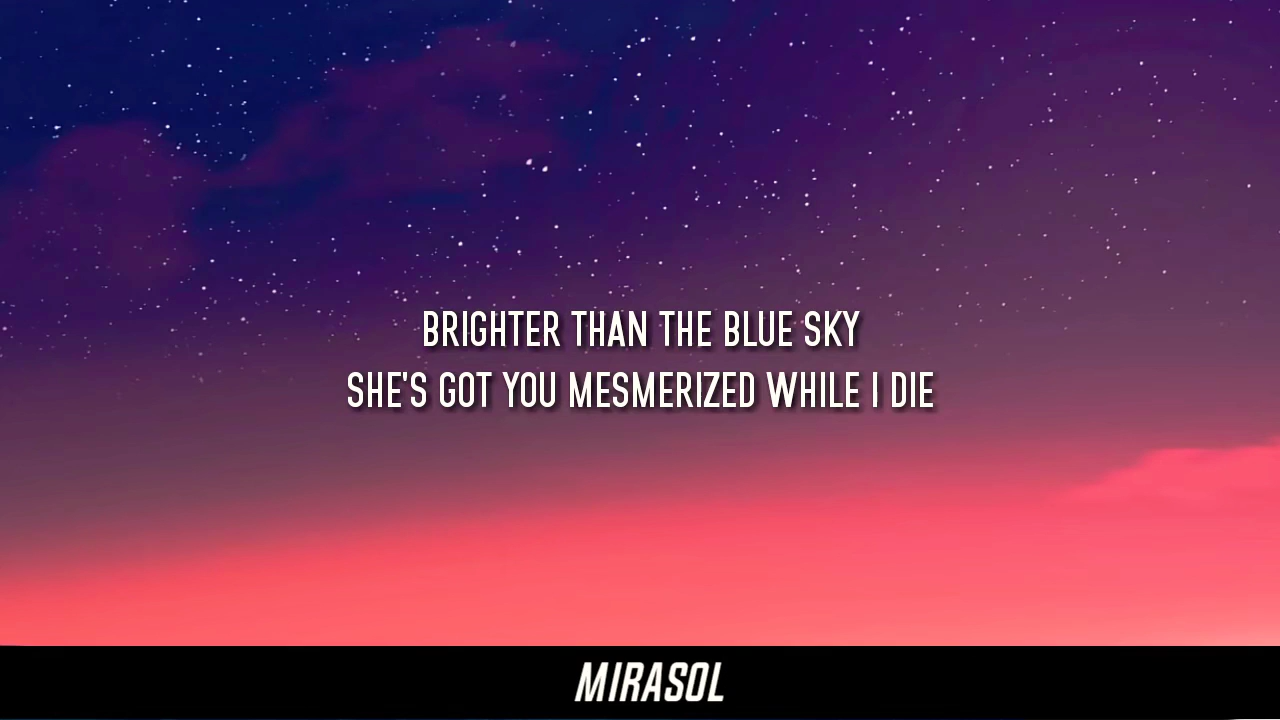 BRIGHTER THAN THE BLUE SKY
SHE'S GOT YOU MESMERIZED WHILE I DIE
MIRASOL